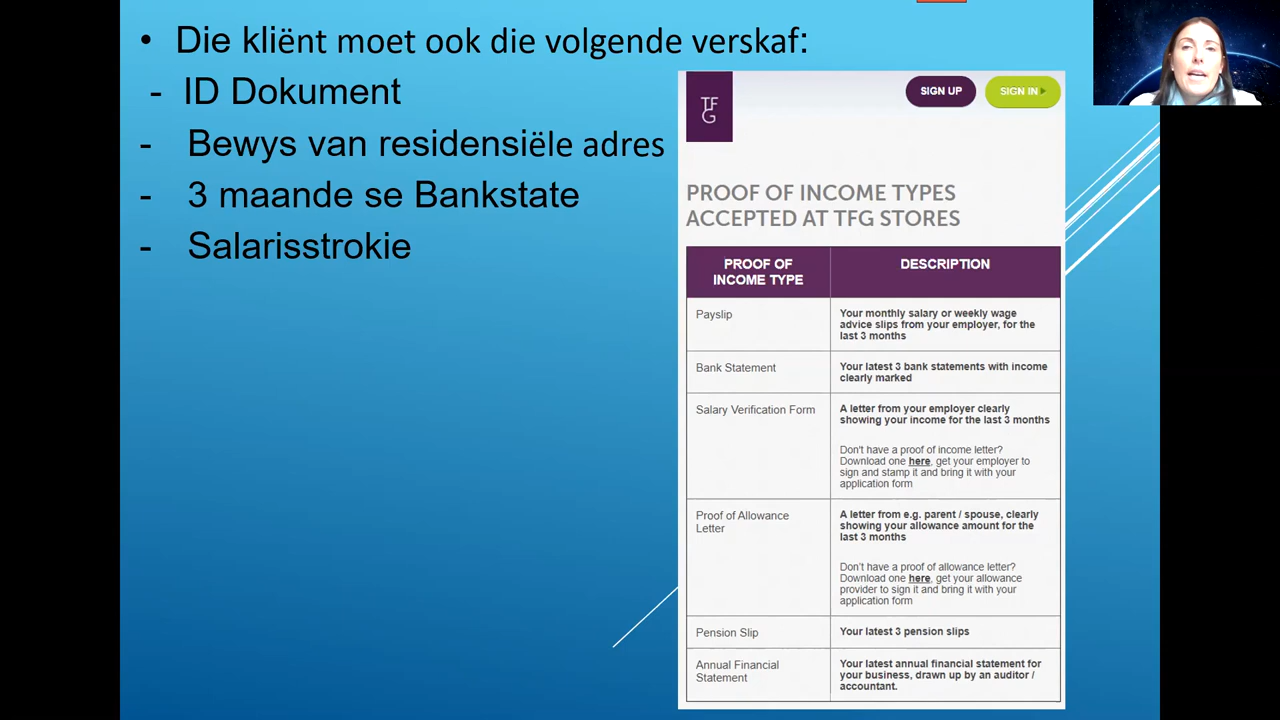 • Die kliënt moet ook die volgende verskaf:
- ID Dokument
- Bewys van residensiële adres
- 3 maande se Bankstate
- Salarisstrokie
TFG
SIGN UP
SIGN IN
PROOF OF INCOME TYPES
ACCEPTED AT TFG STORES
PROOF OF
INCOME TYPE
DESCRIPTION
Payslip
Your monthly salary or weekly wage
advice slips from your employer, for the
last 3 months
Bank Statement
Your latest 3 bank statements with income
clearly marked
Salary Verification Form
A letter from your employer clearly
showing your income for the last 3 months
Don't have a proof of income letter?
Download one here, get your employer to
sign and stamp it and bring it with your
application form
Proof of Allowance
Letter
A letter from e.g. parent / spouse, clearly
showing your allowance amount for the
last 3 months
Don't have a proof of allowance letter?
Download one here, get your allowance
provider to sign it and bring it with your
application form
Pension Slip
Your latest 3 pension slips
Annual Financial
Statement
Your latest annual financial statement for
your business, drawn up by an auditor /
accountant.